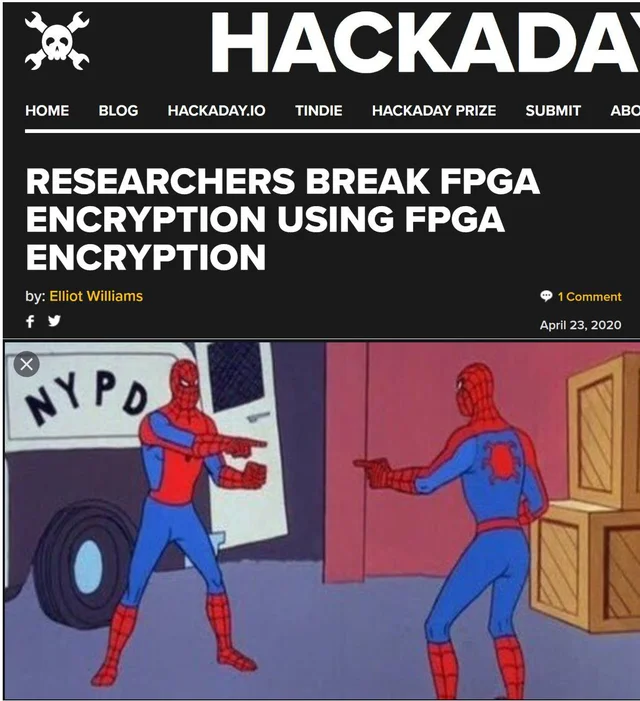 HACKADAY
HOME BLOG HACKADAY.IO TINDIE HACKADAY PRIZE SUBMIT ABO
RESEARCHERS BREAK FPGA
ENCRYPTION USING FPGA
ENCRYPTION
by: Elliot Williams 1 Comment
April 23, 2020
NYPD